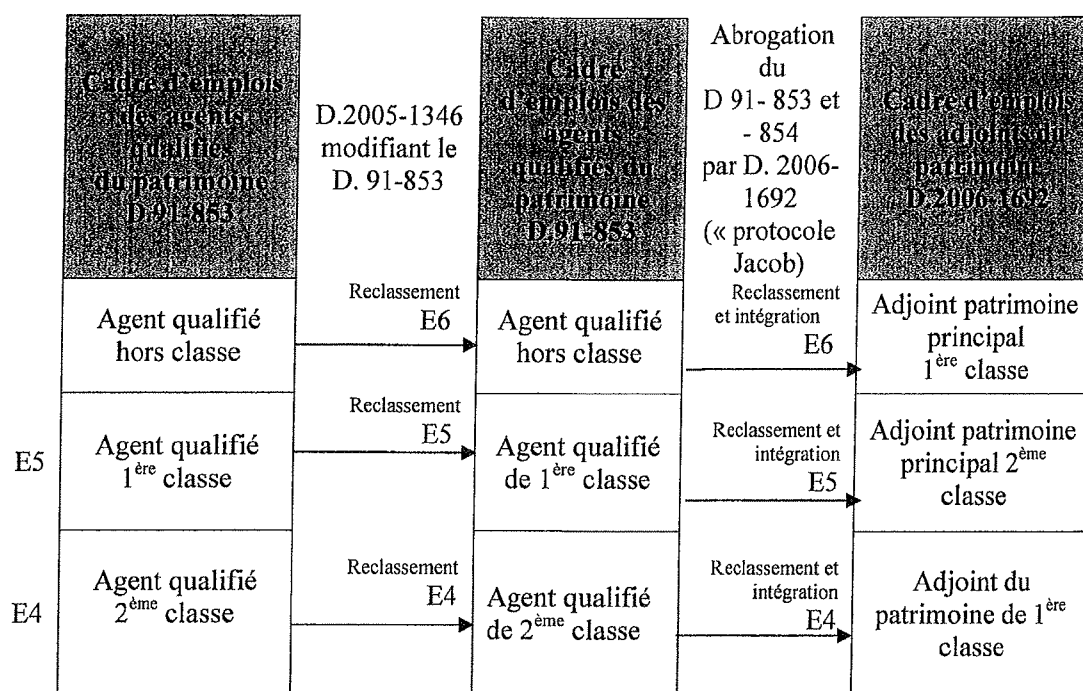 Cadre d'emplois
des agents
qualifiés
du patrimoine
D.91-853
D.2005-1346
modifiant le
D. 91-853
Cadre
d'emplois des
agents
qualifiés du
patrimoine
D.91-853
Abrogation
du
D 91- 853 et
- 854
par D. 2006-
1692
(« protocole
Jacob)
Cadre d'emplois
des adjoints du
patrimoine
D.2006-1692
Agent qualifié
hors classe
Reclassement
E6
Agent qualifié
hors classe
Reclassement
et intégration
E6
Adjoint patrimoine
principal
1ère classe
E5
Agent qualifié
1ère classe
Reclassement
E5
Agent qualifié
de 1ère classe
Reclassement et
intégration
E5
Adjoint patrimoine
principal 2ème
classe
E4
Agent qualifié
2ème classe
Reclassement
E4
Agent qualifié
de 2ème classe
Reclassement et
intégration
E4
Adjoint du
patrimoine de 1ère
classe